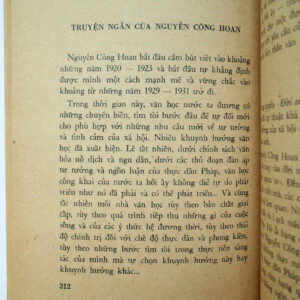 TRUYỆN NGẮN CỦA NGUYỄN CÔNG HOAN
Nguyễn Công Hoan bắt đầu cầm bút viết vào khoảng
những năm 1920 — 1923 và bắt đầu tự khẳng định
được mình một cách mạnh mẽ và vững chắc vào
khoảng từ những năm 1929 — 1931 trở đi.
Trong thời gian này, văn học nước ta đương có
những chuyển biến, tìm tòi bước đi để tự đổi mới
cho phù hợp với những nhu cầu mới về tư tưởng
và tình cảm của xã hội. Nhiều khuynh hướng văn
học đã xuất hiện. Lẽ tất nhiên, dưới chính sách văn
hóa nô dịch và ngu dân, dưới các thủ đoạn đàn áp
tư tưởng và ngôn luận của thực dân Pháp, văn học
công khai của nước ta hồi ấy không thể tự do phát
triển như nó đã phải và có thể phát triển... Và cũng
tất nhiên mỗi nhà văn học tùy theo bản chất giai
cấp, tùy theo quá trình tiếp thu những gì của cuộc
sống và của các ý thức hệ đương thời, tùy theo thái
độ chính trị đối với chế độ thực dân và phong kiến,
tùy theo những bước tìm tòi trong thực tiễn sáng
tác của mình mà tự chọn khuynh hướng này hay
khuynh hướng khác...
212